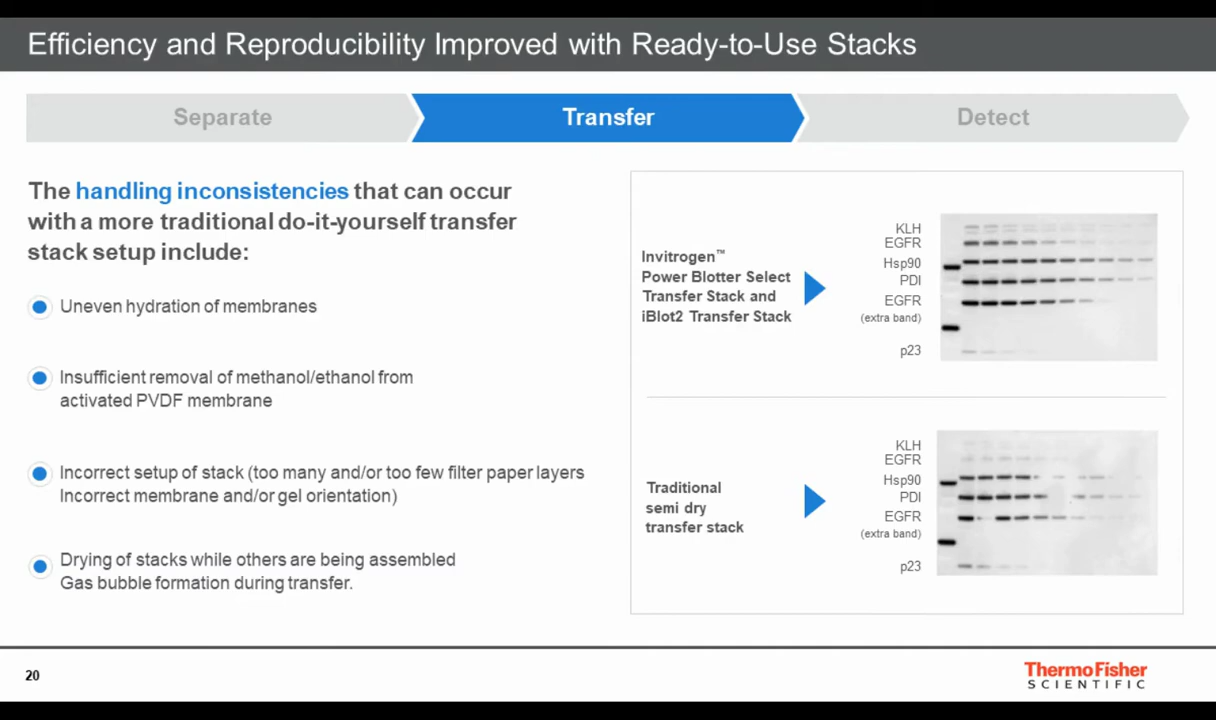 Efficiency and Reproducibility Improved with Ready-to-Use Stacks
Separate
Transfer
Detect
The handling inconsistencies that can occur
with a more traditional do-it-yourself transfer
stack setup include:
Uneven hydration of membranes
Insufficient removal of methanol/ethanol from
activated PVDF membrane
Incorrect setup of stack (too many and/or too few filter paper layers
Incorrect membrane and/or gel orientation)
Drying of stacks while others are being assembled
Gas bubble formation during transfer.
Invitrogen™
Power Blotter Select
Transfer Stack and
iBlot2 Transfer Stack
KLH
EGFR
Hsp90
PDI
EGFR
(extra band)
p23
Traditional
semi dry
transfer stack
KLH
EGFR
Hsp90
PDI
EGFR
(extra band)
p23
20
ThermoFisher
SCIENTIFIC